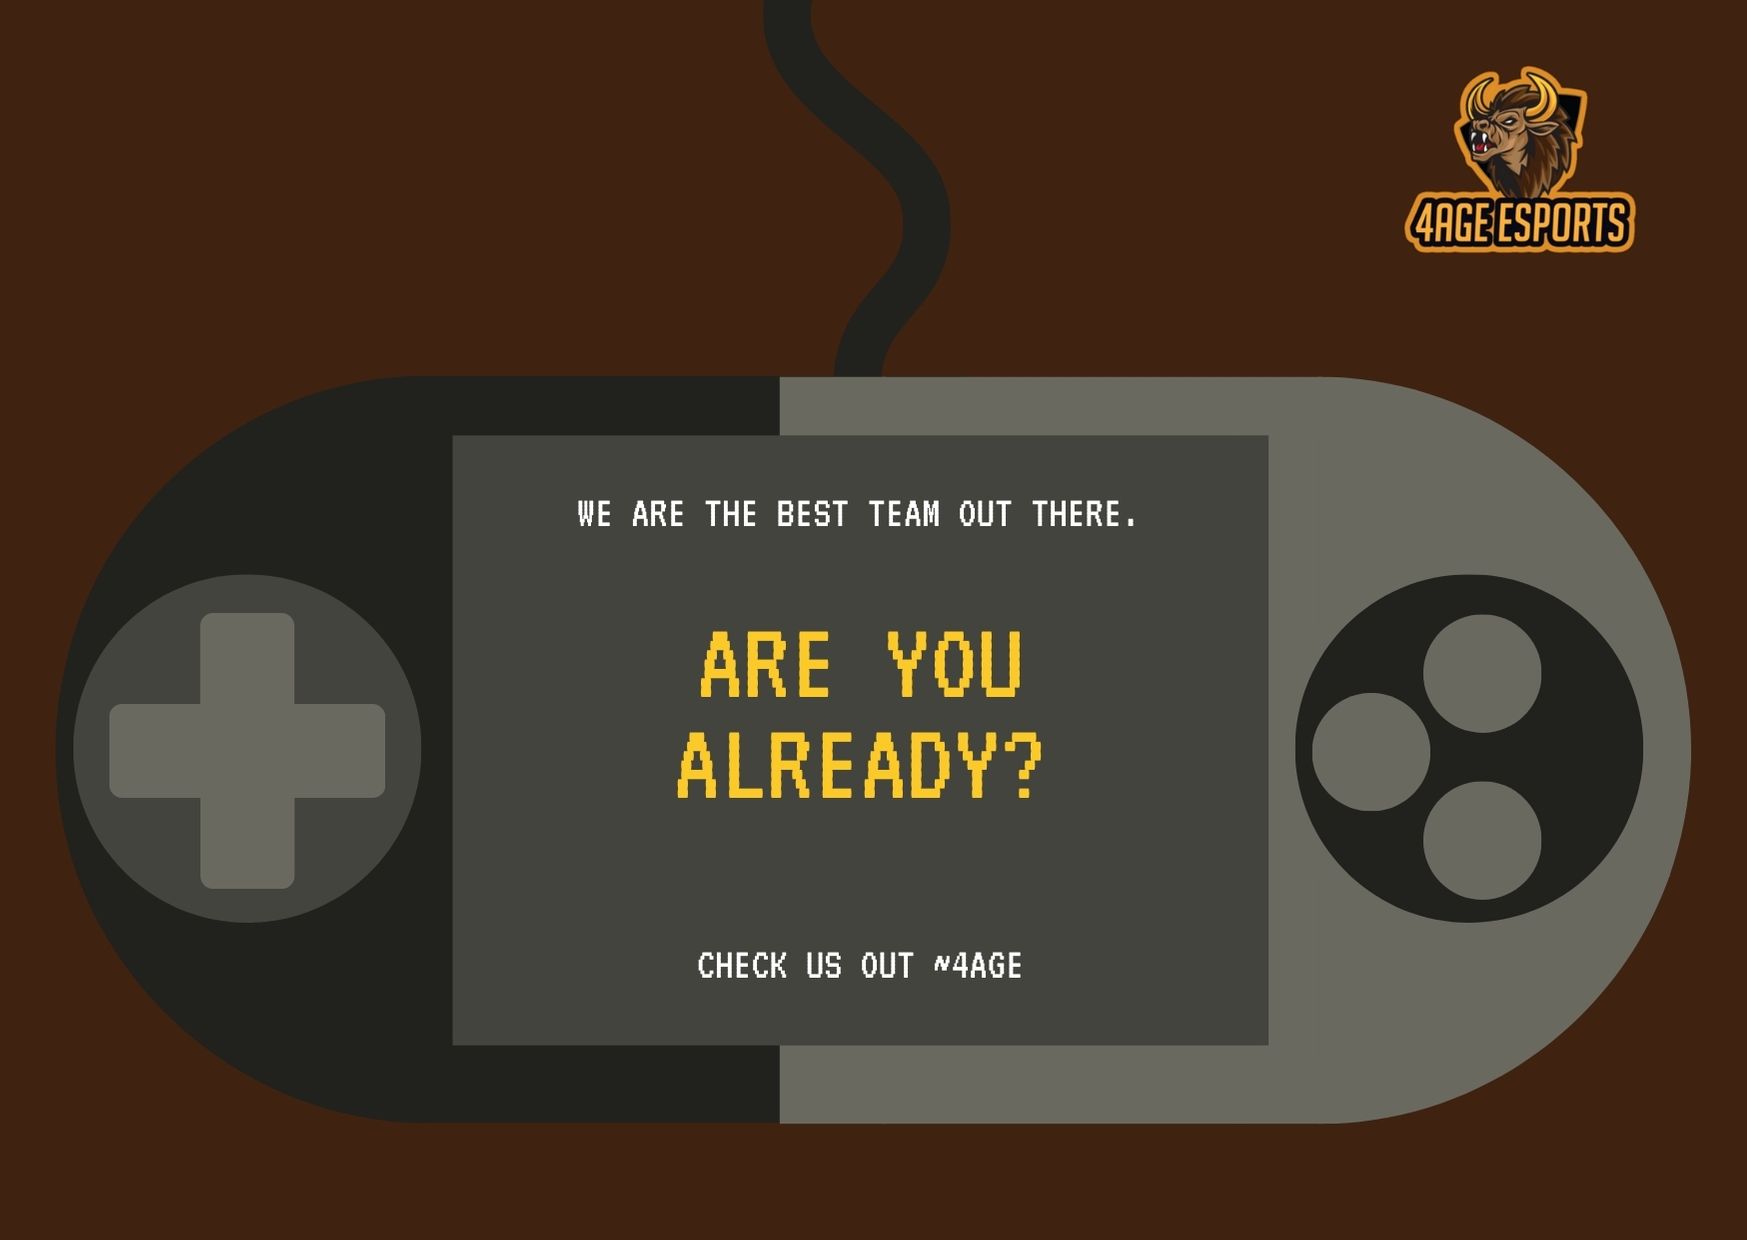 4AGE ESPORTS
WE ARE THE BEST TEAM OUT THERE.
ARE YOU
ALREADY?
CHECK US OUT ~4AGE